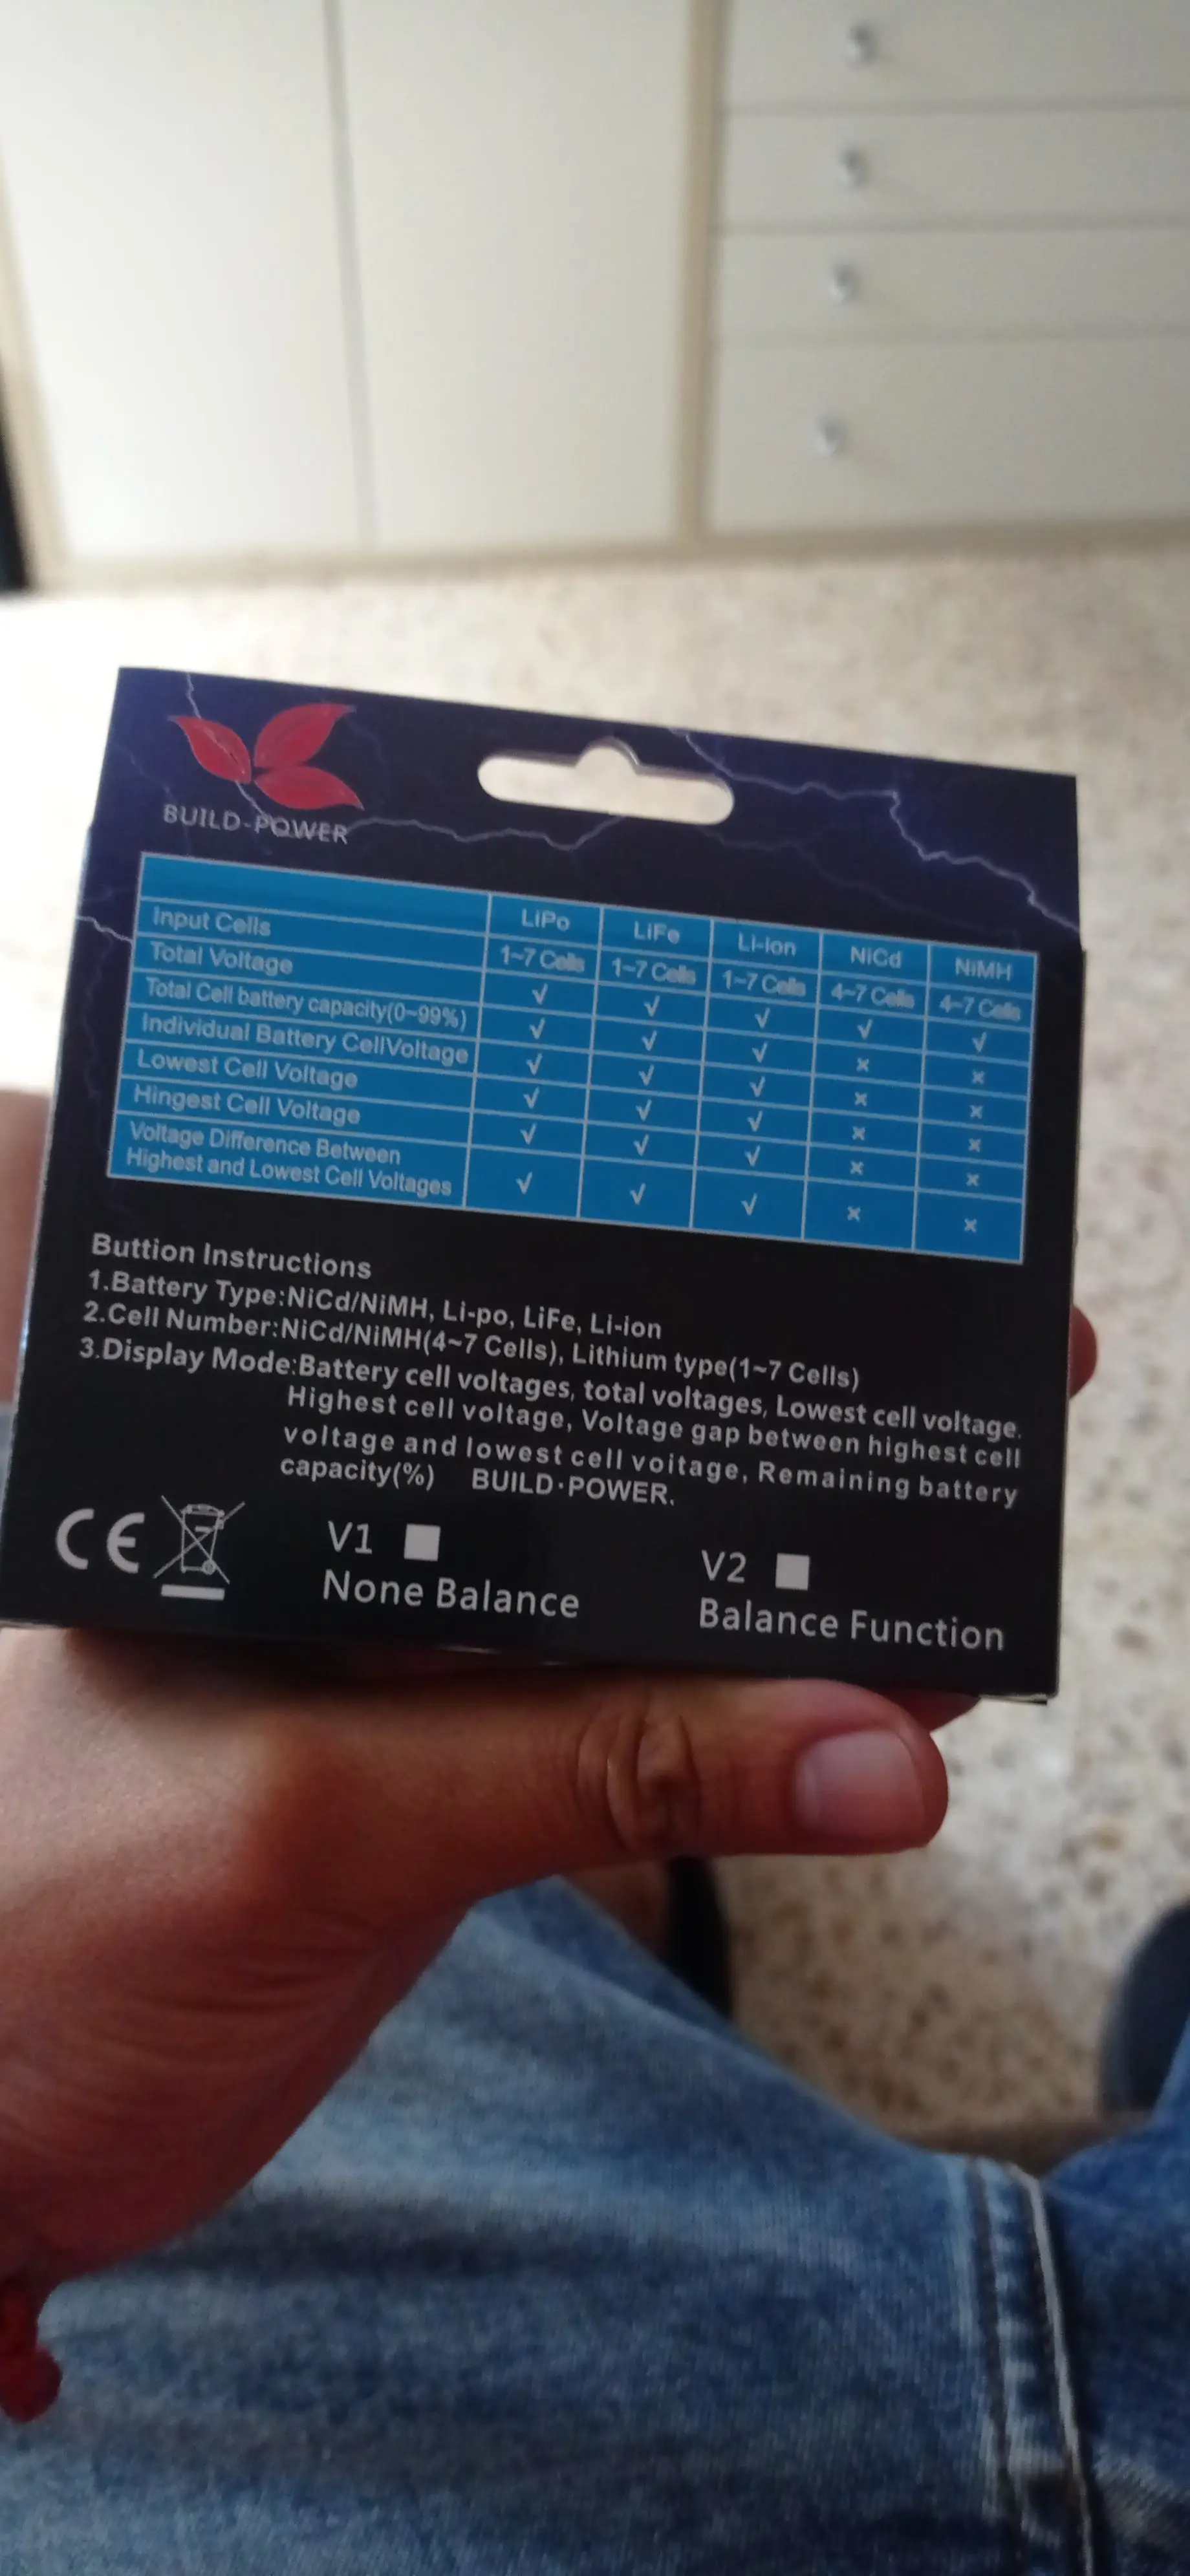 BUILD-POWER
LiPo LiFe Li-ion NiCd NiMH
Input Cells 1~7 Cells 1~7 Cells 1~7 Cells 4~7 Cells 4~7 Cells
Total Voltage √ √ √ √ √
Total Cell battery capacity(0~99%) √ √ √ × ×
Individual Battery CellVoltage √ √ √ × ×
Lowest Cell Voltage √ √ √ × ×
Hingest Cell Voltage √ √ √ × ×
Voltage Difference Between
Highest and Lowest Cell Voltages √ √ √ × ×
Buttion Instructions
1.Battery Type:NiCd/NiMH, Li-po, LiFe, Li-ion
2.Cell Number:NiCd/NiMH(4~7 Cells), Lithium type(1~7 Cells)
3.Display Mode:Battery cell voltages, total voltages, Lowest cell voltage.
Highest cell voltage, Voltage gap between highest cell
voltage and lowest cell voitage, Remaining battery
capacity(%) BUILD·POWER.
CE
V1 V2
None Balance Balance Function